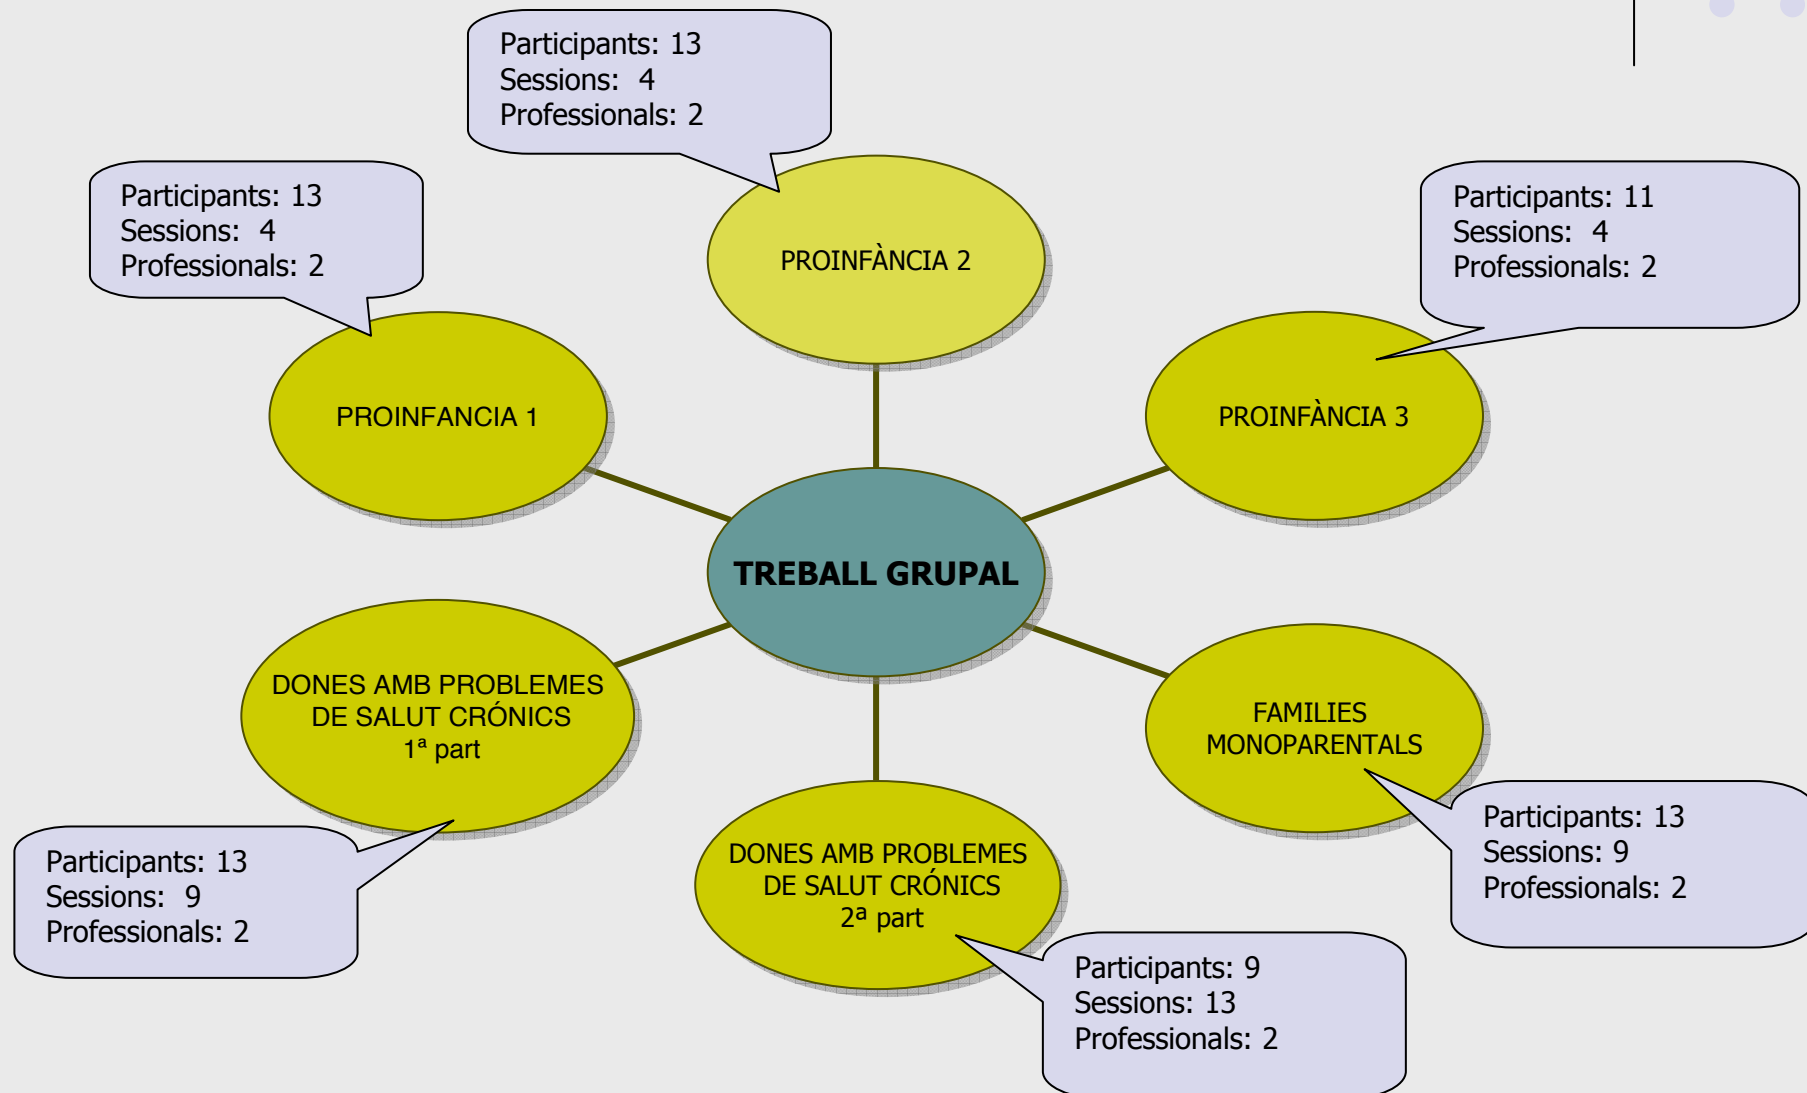 Participants: 13
Sessions: 4
Professionals: 2
Participants: 13
Sessions: 4
Professionals: 2
Participants: 11
Sessions: 4
Professionals: 2
PROINFÀNCIA 2
PROINFANCIA 1
PROINFÀNCIA 3
TREBALL GRUPAL
DONES AMB PROBLEMES
DE SALUT CRÓNICS
1ª part
FAMILIES
MONOPARENTALS
Participants: 13
Sessions: 9
Professionals: 2
DONES AMB PROBLEMES
DE SALUT CRÓNICS
2ª part
Participants: 13
Sessions: 9
Professionals: 2
Participants: 9
Sessions: 13
Professionals: 2